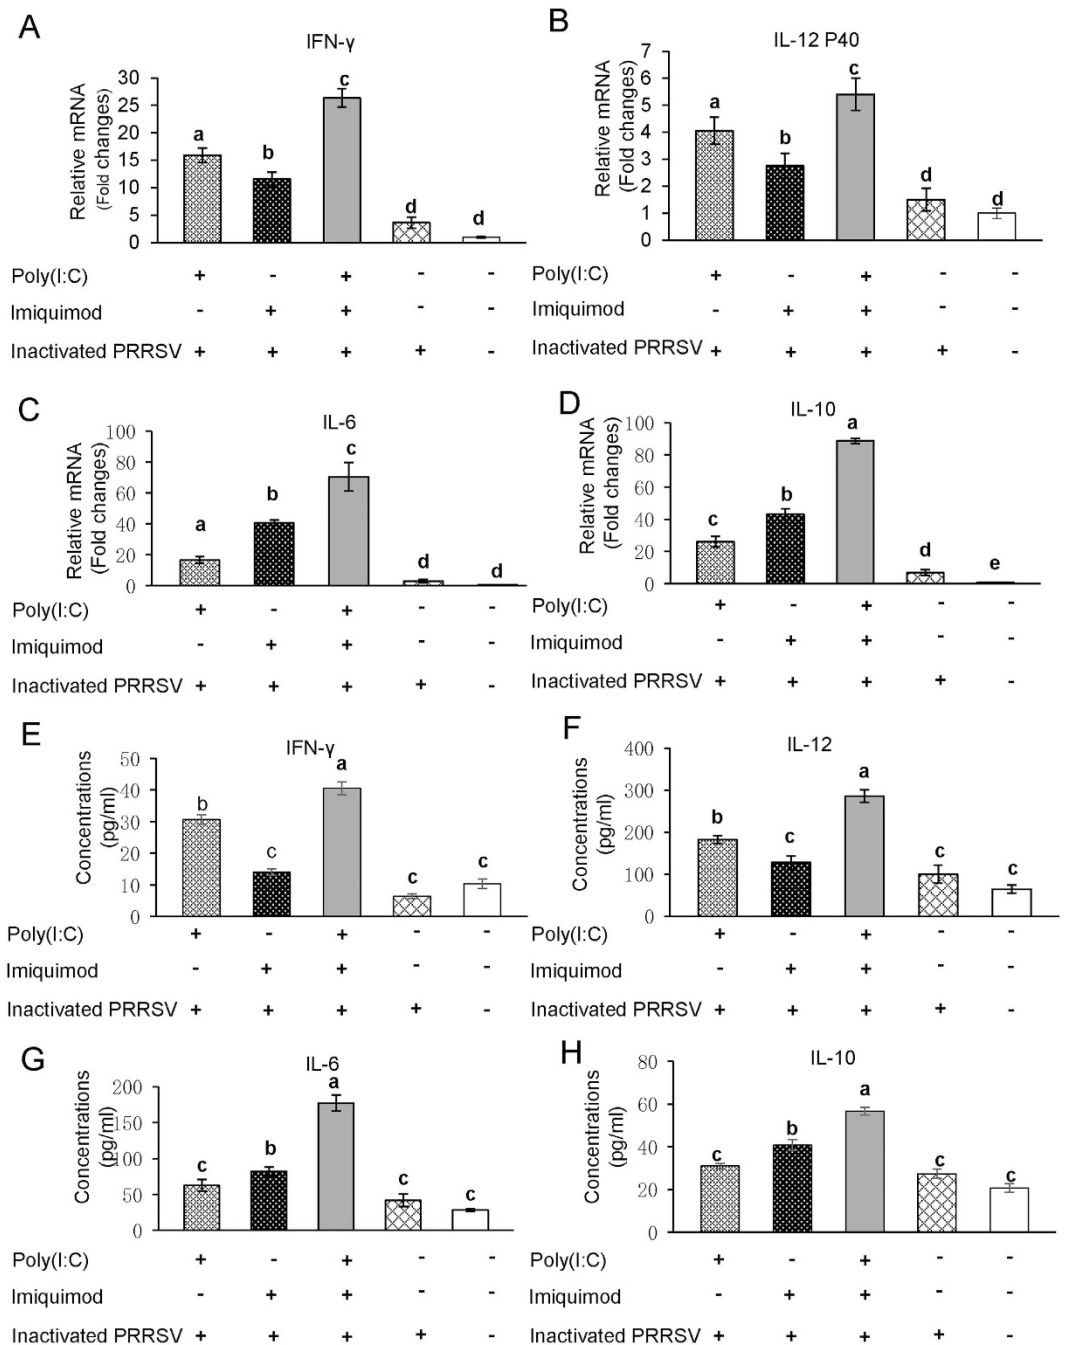 A
IFN-γ
Relative mRNA
(Fold changes)
30
25
20
15
10
5
0
a
b
c
d
d
Poly(I:C) + - + - -
Imiquimod - + + - -
Inactivated PRRSV + + + + -
B
IL-12 P40
Relative mRNA
(Fold changes)
7
6
5
4
3
2
1
0
a
b
c
d
d
Poly(I:C) + - + - -
Imiquimod - + + - -
Inactivated PRRSV + + + + -
C
IL-6
Relative mRNA
(Fold changes)
100
80
60
40
20
0
a
b
c
d
d
Poly(I:C) + - + - -
Imiquimod - + + - -
Inactivated PRRSV + + + + -
D
IL-10
Relative mRNA
(Fold changes)
100
80
60
40
20
0
c
b
a
d
e
Poly(I:C) + - + - -
Imiquimod - + + - -
Inactivated PRRSV + + + + -
E
IFN-γ
Concentrations
(pg/ml)
50
40
30
20
10
0
b
c
a
c
c
Poly(I:C) + - + - -
Imiquimod - + + - -
Inactivated PRRSV + + + + -
F
IL-12
Concentrations
(pg/ml)
400
300
200
100
0
b
c
a
c
c
Poly(I:C) + - + - -
Imiquimod - + + - -
Inactivated PRRSV + + + + -
G
IL-6
Concentrations
(pg/ml)
200
150
100
50
0
c
b
a
c
c
Poly(I:C) + - + - -
Imiquimod - + + - -
Inactivated PRRSV + + + + -
H
IL-10
Concentrations
(pg/ml)
80
60
40
20
0
c
b
a
c
c
Poly(I:C) + - + - -
Imiquimod - + + - -
Inactivated PRRSV + + + + -